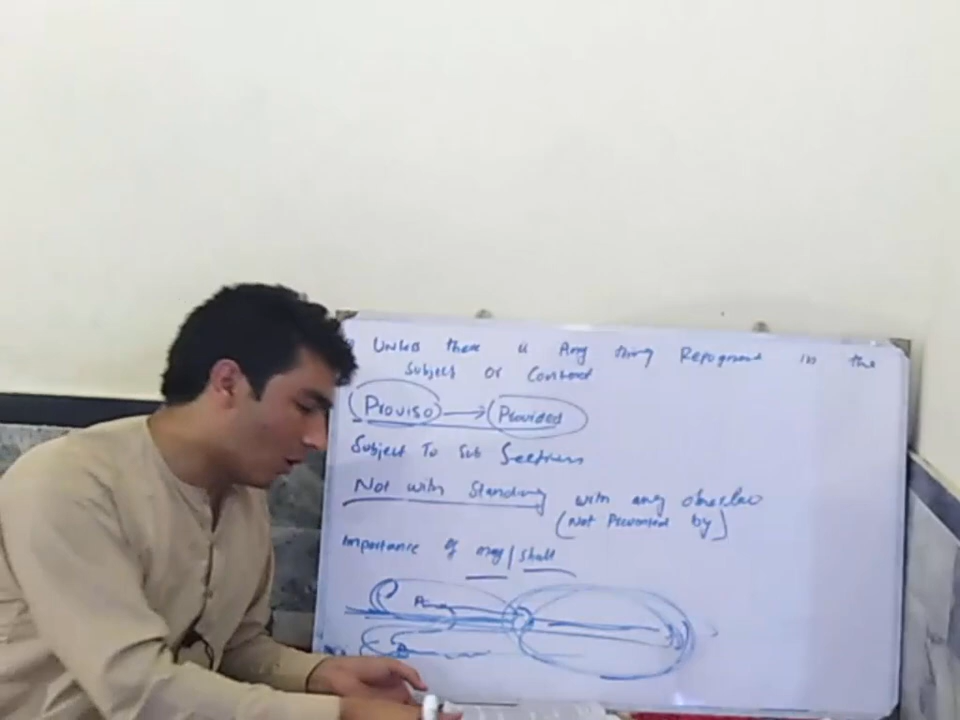 Unless there is Any thing Repugnant in the
Subject or Context
Proviso → Provided
Subject To Sub Sections
Not with Standing with any other law
(Not Prevented by)
Importance of may/shall